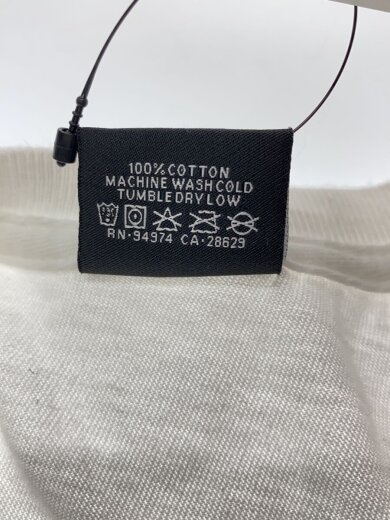 100% COTTON
MACHINE WASH COLD
TUMBLE DRY LOW
RN-94974 CA-28629